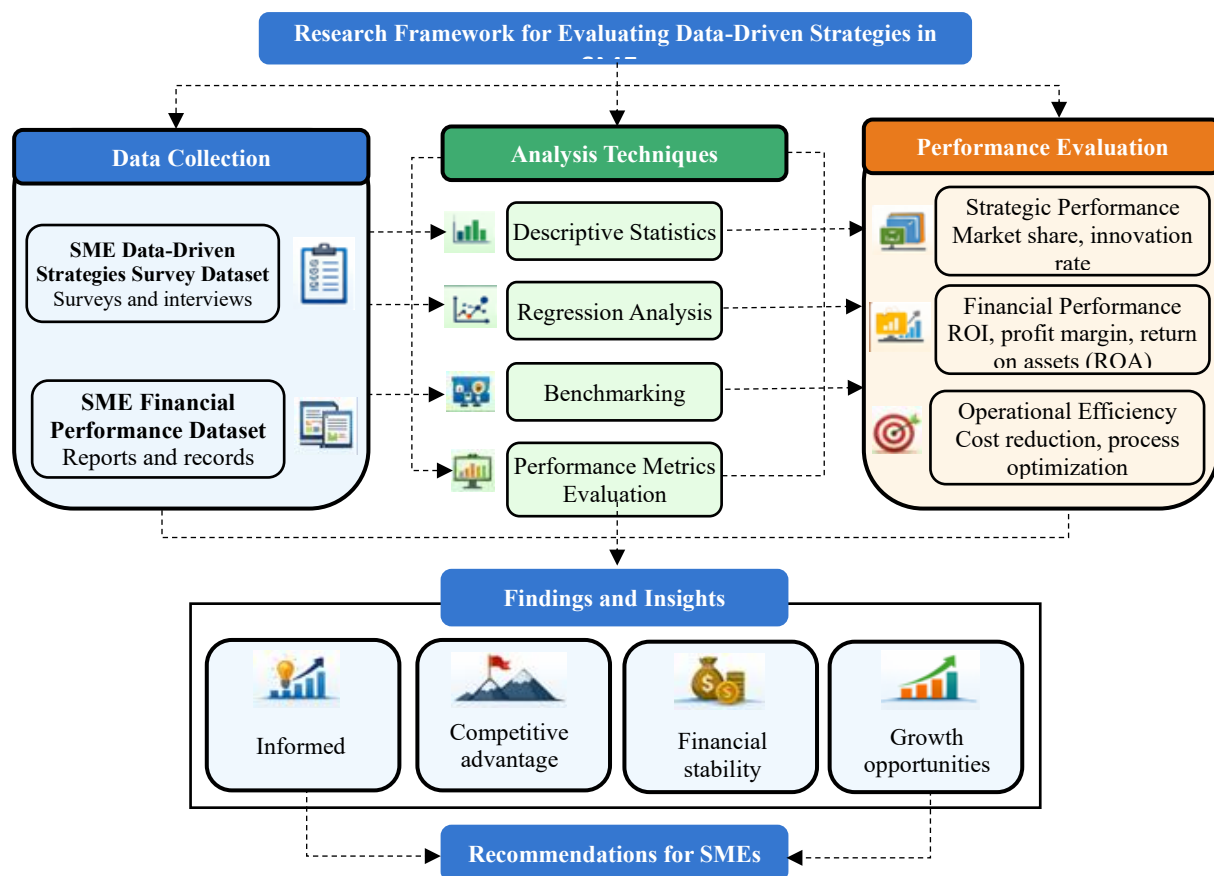 Research Framework for Evaluating Data-Driven Strategies in
Data Collection
SME Data-Driven
Strategies Survey Dataset
Surveys and interviews
SME Financial
Performance Dataset
Reports and records
Analysis Techniques
Descriptive Statistics
Regression Analysis
Benchmarking
Performance Metrics
Evaluation
Performance Evaluation
Strategic Performance
Market share, innovation
rate
Financial Performance
ROI, profit margin, return
on assets (ROA)
Operational Efficiency
Cost reduction, process
optimization
Findings and Insights
Informed
Competitive
advantage
Financial
stability
Growth
opportunities
Recommendations for SMEs